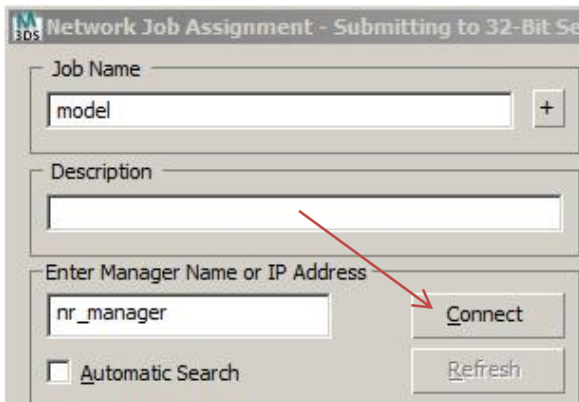 M
3DS Network Job Assignment - Submitting to 32-Bit Se
Job Name
model +
Description
Enter Manager Name or IP Address
nr_manager Connect
Automatic Search Refresh